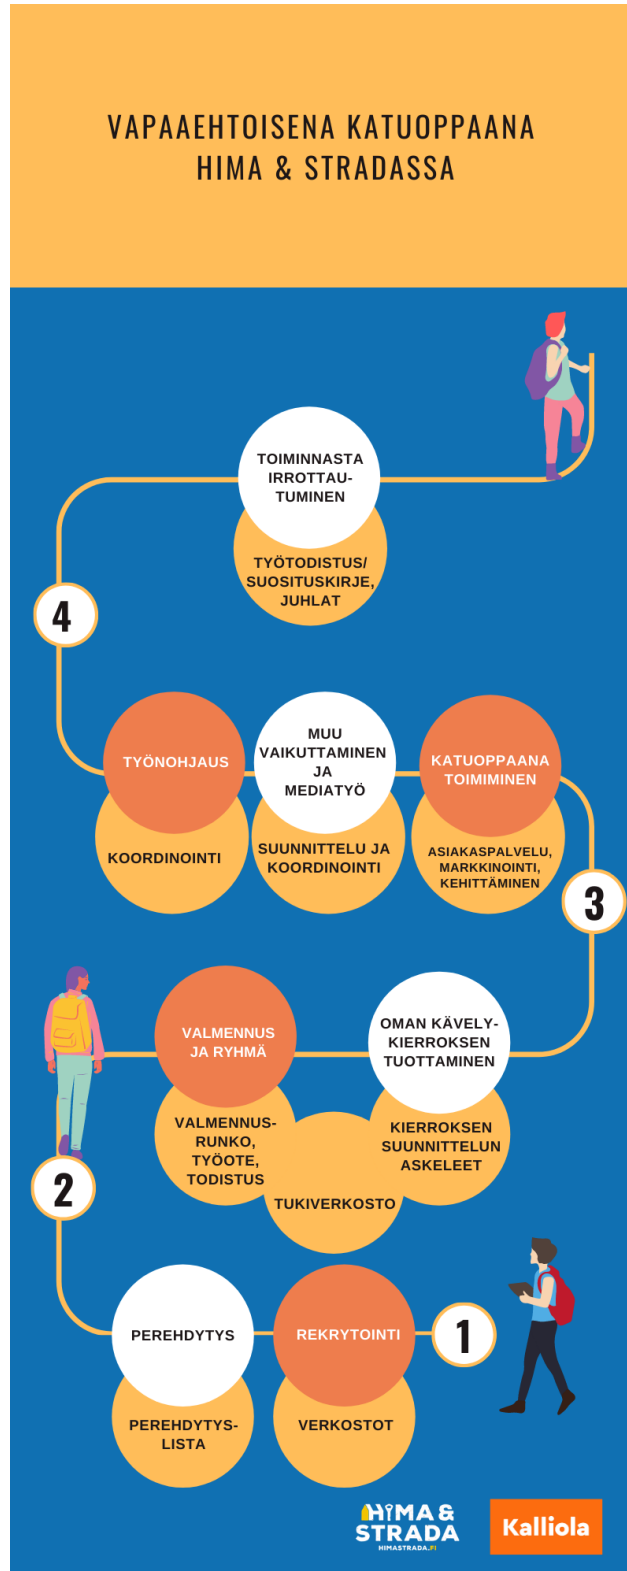 VAPAAEHTOISENA KATUOPPAANA
HIMA & STRADASSA
TOIMINNASTA
IRROTTAU-
TUMINEN
TYÖTODISTUS/
SUOSITUSKIRJE,
JUHLAT
4
TYÖNOHJAUS
KOORDINOINTI
MUU
VAIKUTTAMINEN
JA
MEDIATYÖ
SUUNNITTELU JA
KOORDINOINTI
KATUOPPAANA
TOIMIMINEN
ASIAKASPALVELU,
MARKKINOINTI,
KEHITTÄMINEN
3
VALMENNUS
JA RYHMÄ
VALMENNUS-
RUNKO,
TYÖOTE,
TODISTUS
OMAN KÄVELY-
KIERROKSEN
TUOTTAMINEN
KIERROKSEN
SUUNNITTELUN
ASKELEET
TUKIVERKOSTO
2
PEREHDYTYS
PEREHDYTYS-
LISTA
REKRYTOINTI
VERKOSTOT
1
HIMA &
STRADA
HIMASTRADA.FI
Kalliola